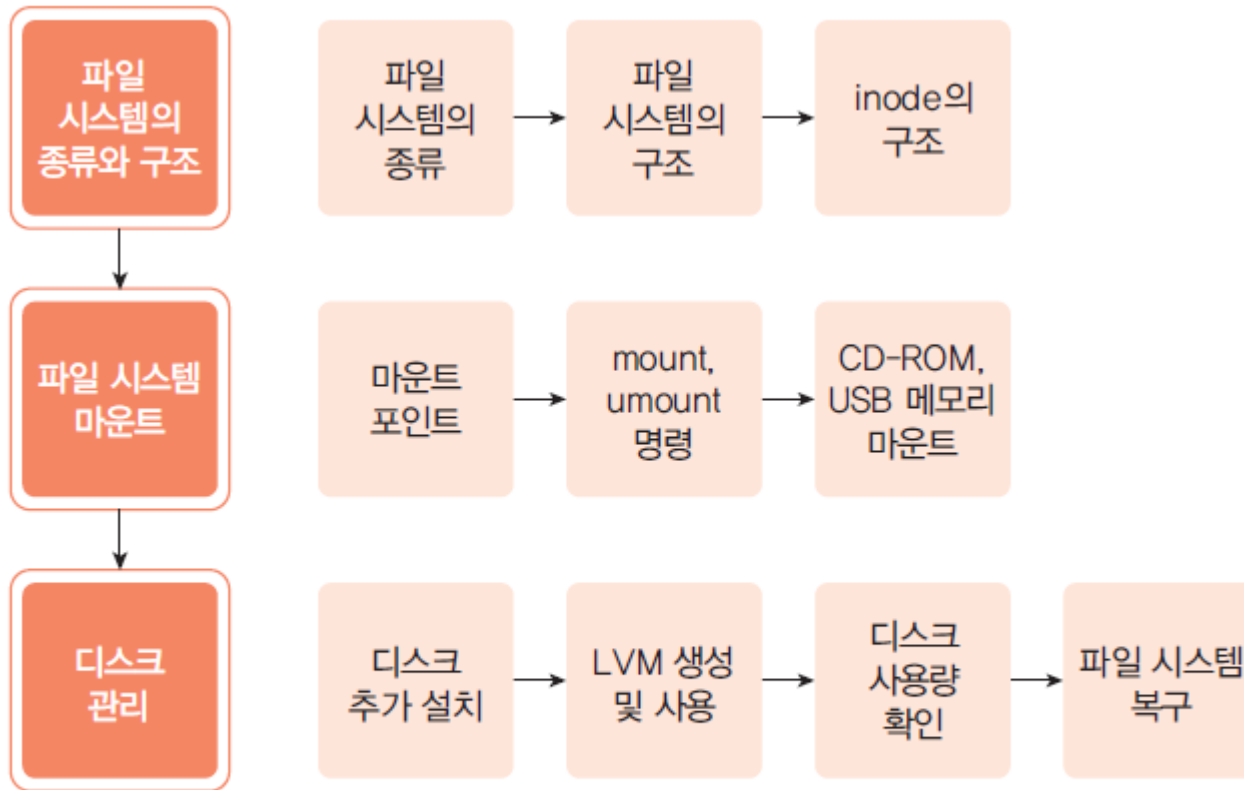 파일
시스템의
종류와 구조
파일
시스템의
종류
파일
시스템의
구조
inode의
구조
파일 시스템
마운트
마운트
포인트
mount,
umount
명령
CD-ROM,
USB 메모리
마운트
디스크
관리
디스크
추가 설치
LVM 생성
및 사용
디스크
사용량
확인
파일 시스템
복구